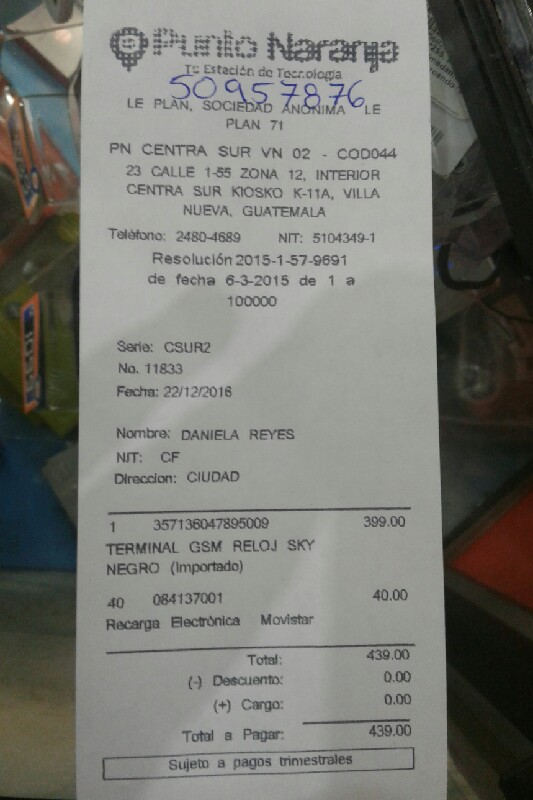 Punto Naranja
Tu Estación de Tecnología
50957876
LE PLAN, SOCIEDAD ANONIMA LE
PLAN 71
PN CENTRA SUR VN 02 - COD044
23 CALLE 1-55 ZONA 12, INTERIOR
CENTRA SUR KIOSKO K-11A, VILLA
NUEVA, GUATEMALA
Teléfono: 2480-4689 NIT: 5104349-1
Resolución 2015-1-57-9691
de fecha 6-3-2015 de 1 a
100000
Serie: CSUR2
No. 11833
Fecha: 22/12/2016
Nombre: DANIELA REYES
NIT: CF
Direccion: CIUDAD
1 357136047895009 399.00
TERMINAL GSM RELOJ SKY
NEGRO (Importado)
40 084137001 40.00
Recarga Electrónica Movistar
Total: 439.00
(-) Descuento: 0.00
(+) Cargo: 0.00
Total a Pagar: 439.00
Sujeto a pagos trimestrales